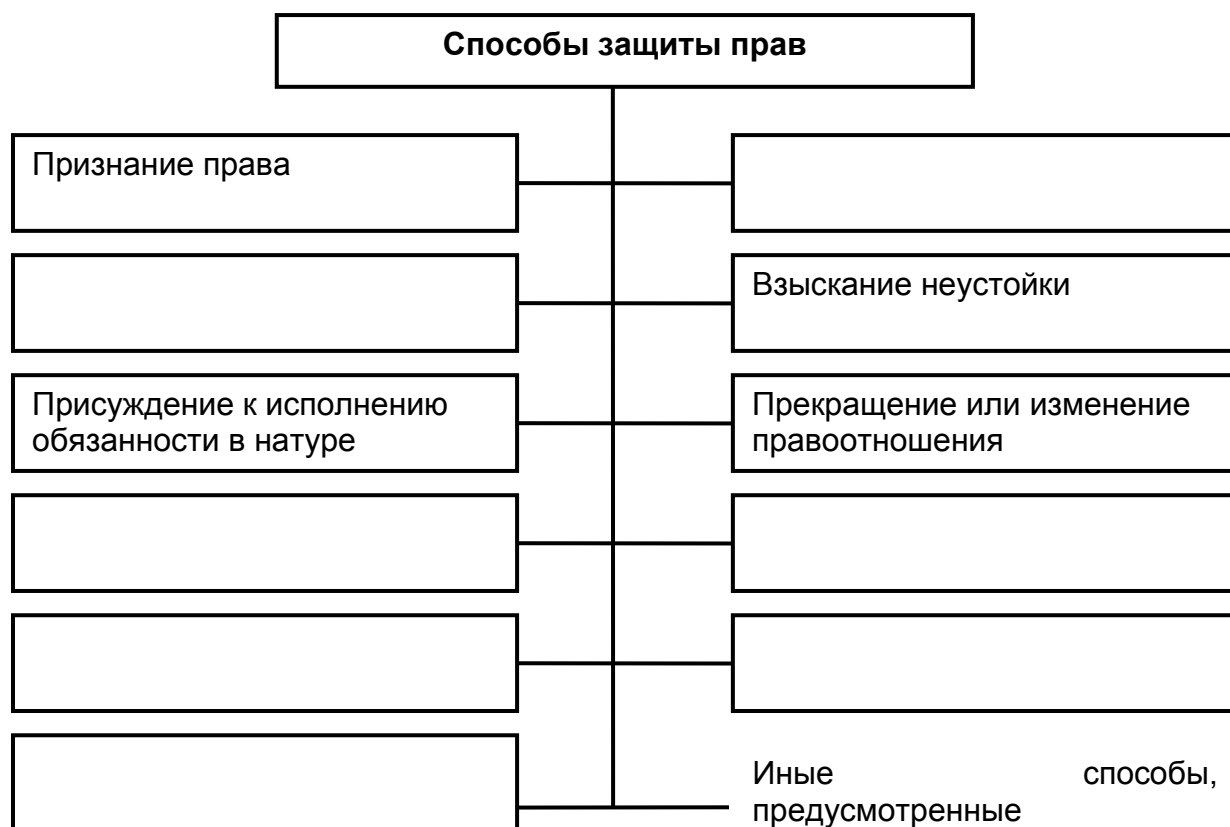 Способы защиты прав
Признание права
Взыскание неустойки
Присуждение к исполнению
обязанности в натуре
Прекращение или изменение
правоотношения
Иные способы,
предусмотренные